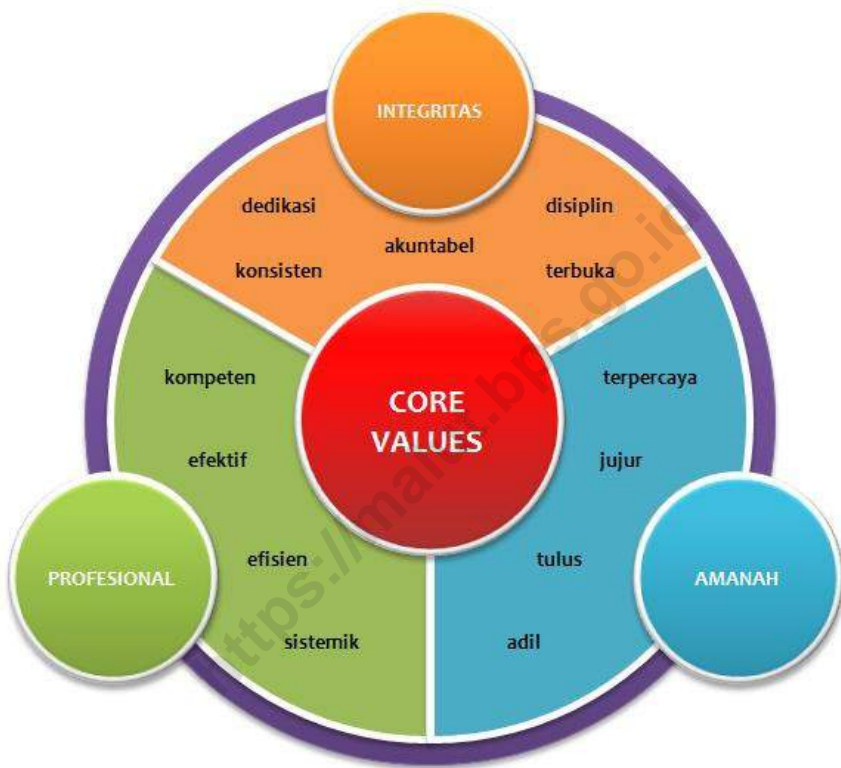 INTEGRITAS
dedikasi
disiplin
akuntabel
konsisten
terbuka
kompeten
terpercaya
CORE
VALUES
efektif
jujur
efisien
tulus
PROFESIONAL
AMANAH
sistemik
adil